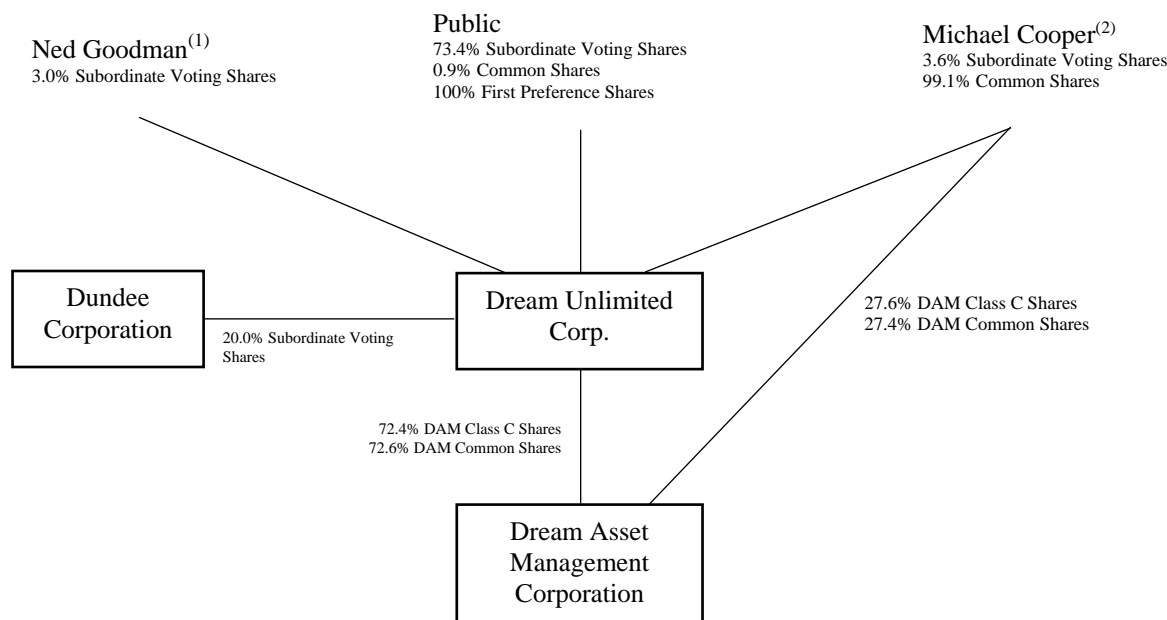 Ned Goodman(1)
3.0% Subordinate Voting Shares
Public
73.4% Subordinate Voting Shares
0.9% Common Shares
100% First Preference Shares
Michael Cooper(2)
3.6% Subordinate Voting Shares
99.1% Common Shares
Dundee
Corporation
20.0% Subordinate Voting
Shares
Dream Unlimited
Corp.
27.6% DAM Class C Shares
27.4% DAM Common Shares
72.4% DAM Class C Shares
72.6% DAM Common Shares
Dream Asset
Management
Corporation